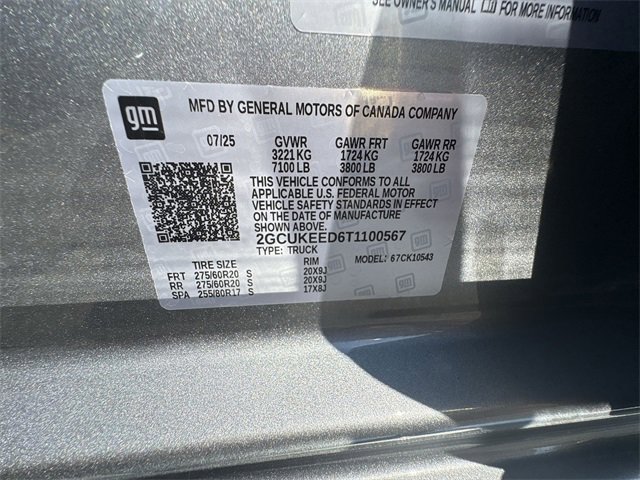 SEE OWNER'S MANUAL FOR MORE INFORMATION.
gm
MFD BY GENERAL MOTORS OF CANADA COMPANY
07/25 GVWR GAWR FRT GAWR RR
3221 KG 1724 KG 1724 KG
7100 LB 3800 LB 3800 LB
THIS VEHICLE CONFORMS TO ALL
APPLICABLE U.S. FEDERAL MOTOR
VEHICLE SAFETY STANDARDS IN EFFECT
ON THE DATE OF MANUFACTURE
SHOWN ABOVE.
2GCUKEED6T1100567
TYPE: TRUCK MODEL: 67CK10543
TIRE SIZE RIM
FRT 275/60R20 S 20X9J
RR 275/60R20 S 20X9J
SPA 255/80R17 S 17X8J